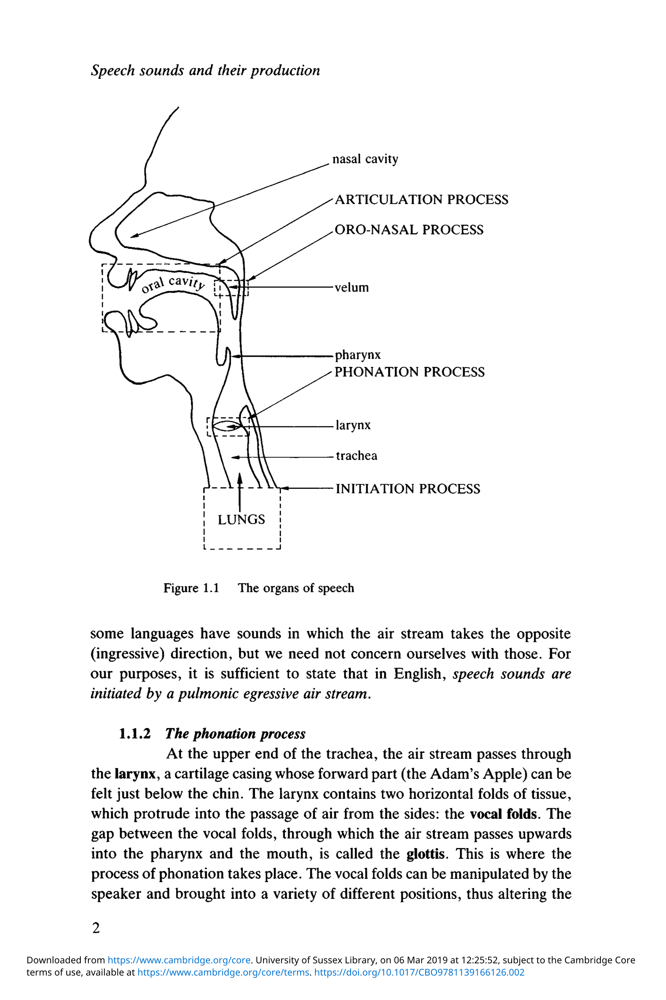 Speech sounds and their production
nasal cavity
ARTICULATION PROCESS
ORO-NASAL PROCESS
oral cavity
velum
pharynx
PHONATION PROCESS
larynx
trachea
INITIATION PROCESS
LUNGS
Figure 1.1 The organs of speech
some languages have sounds in which the air stream takes the opposite
(ingressive) direction, but we need not concern ourselves with those. For
our purposes, it is sufficient to state that in English, speech sounds are
initiated by a pulmonic egressive air stream.
1.1.2 The phonation process
At the upper end of the trachea, the air stream passes through
the larynx, a cartilage casing whose forward part (the Adam's Apple) can be
felt just below the chin. The larynx contains two horizontal folds of tissue,
which protrude into the passage of air from the sides: the vocal folds. The
gap between the vocal folds, through which the air stream passes upwards
into the pharynx and the mouth, is called the glottis. This is where the
process of phonation takes place. The vocal folds can be manipulated by the
speaker and brought into a variety of different positions, thus altering the
2
Downloaded from https://www.cambridge.org/core. University of Sussex Library, on 06 Mar 2019 at 12:25:52, subject to the Cambridge Core
terms of use, available at https://www.cambridge.org/core/terms. https://doi.org/10.1017/CBO9781139166126.002